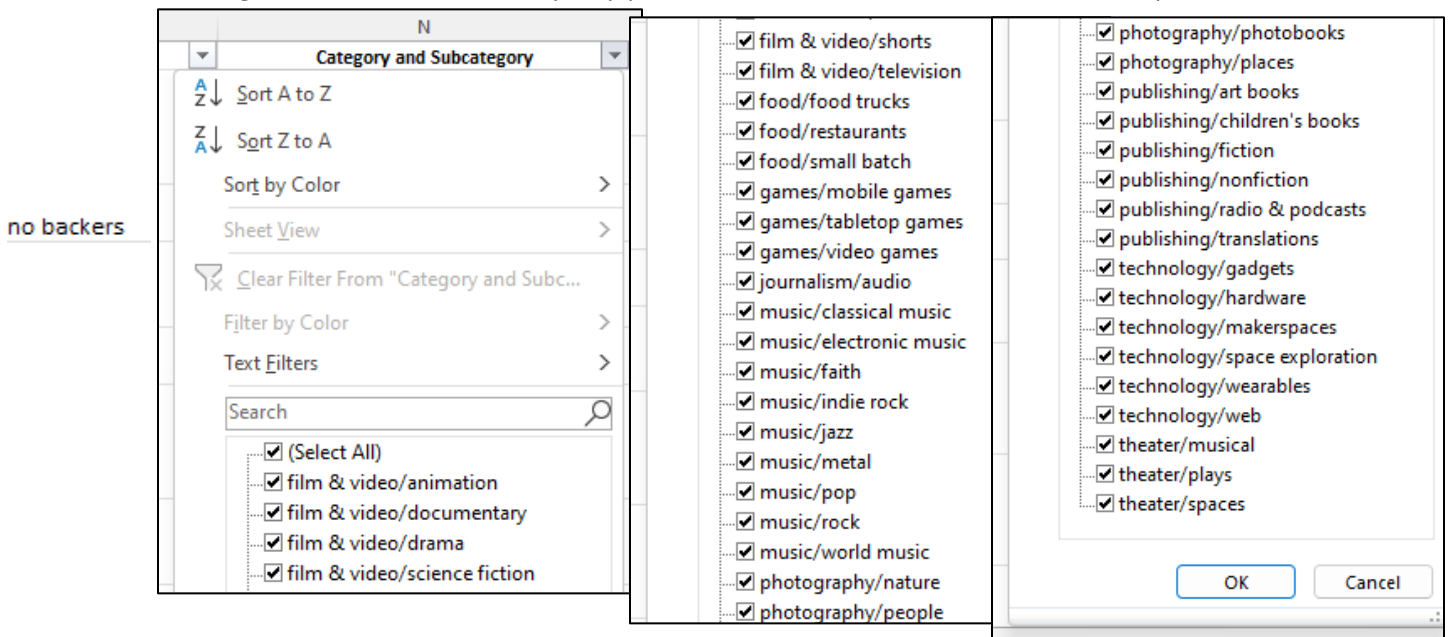 no backers
N
Category and Subcategory
Sort A to Z
Sort Z to A
Sort by Color
Sheet View
Clear Filter From "Category and Subc...
Filter by Color
Text Filters
Search
(Select All)
film & video/animation
film & video/documentary
film & video/drama
film & video/science fiction
film & video/shorts
film & video/television
food/food trucks
food/restaurants
food/small batch
games/mobile games
games/tabletop games
games/video games
journalism/audio
music/classical music
music/electronic music
music/faith
music/indie rock
music/jazz
music/metal
music/pop
music/rock
music/world music
photography/nature
photography/people
photography/photobooks
photography/places
publishing/art books
publishing/children's books
publishing/fiction
publishing/nonfiction
publishing/radio & podcasts
publishing/translations
technology/gadgets
technology/hardware
technology/makerspaces
technology/space exploration
technology/wearables
technology/web
theater/musical
theater/plays
theater/spaces
OK Cancel